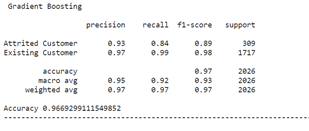 Gradient Boosting
precision recall f1-score support
Attrited Customer 0.93 0.84 0.89 309
Existing Customer 0.97 0.99 0.98 1717
accuracy 0.97 2026
macro avg 0.95 0.92 0.93 2026
weighted avg 0.97 0.97 0.97 2026
Accuracy 0.9669299111549852